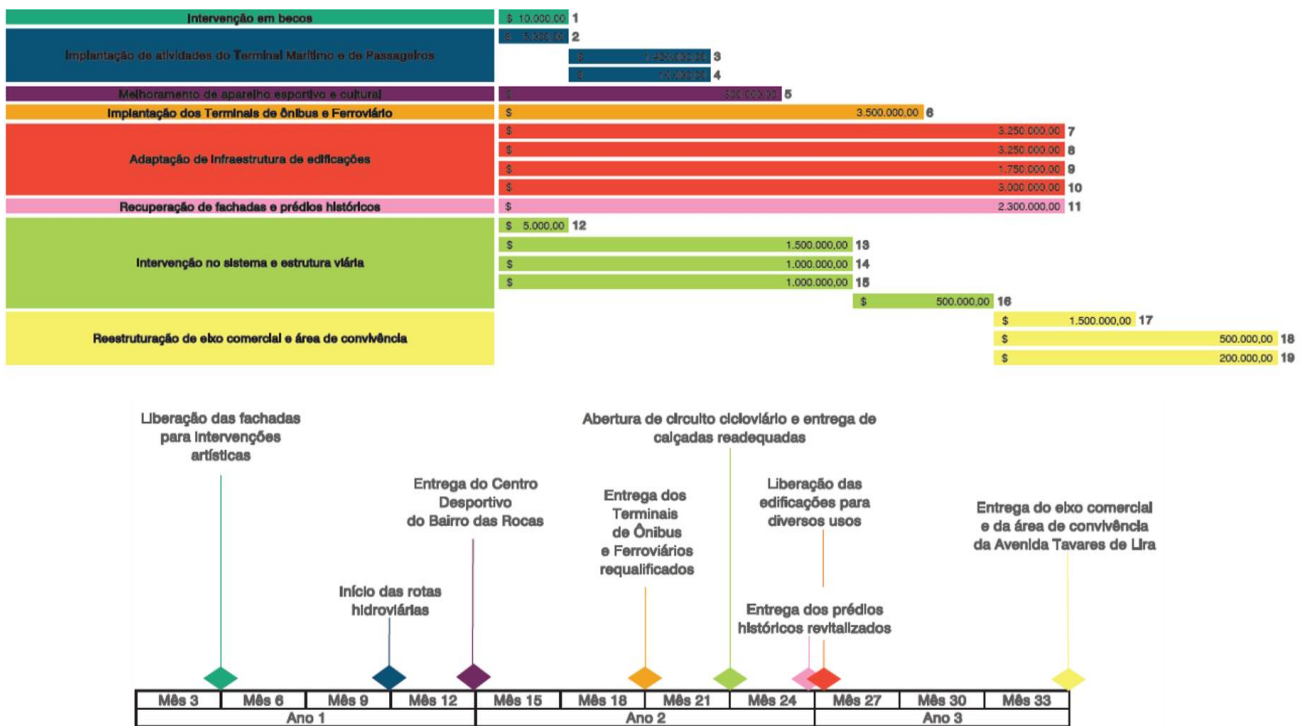 Intervenção em becos
$ 10.000,00 1
$ 5.200,00 2
Implantação de atividades do Terminal Marítimo e de Passageiros
$ 3
$ 4
Melhoramento de aparelho esportivo e cultural
$ 5
Implantação dos Terminais de ônibus e Ferroviário
$ 3.500.000,00 6
$ 3.250.000,00 7
$ 3.250.000,00 8
Adaptação de Infraestrutura de edificações
$ 1.750.000,00 9
$ 3.000.000,00 10
Recuperação de fachadas e prédios históricos
$ 2.300.000,00 11
$ 5.000,00 12
$ 1.500.000,00 13
Intervenção no sistema e estrutura viária
$ 1.000.000,00 14
$ 1.000.000,00 15
$ 500.000,00 16
$ 1.500.000,00 17
Reestruturação de eixo comercial e área de convivência
$ 500.000,00 18
$ 200.000,00 19
Liberação das fachadas
para intervenções
artísticas
Início das rotas
hidroviárias
Entrega do Centro
Desportivo
do Bairro das Rocas
Entrega dos
Terminais
de Ônibus
e Ferroviários
requalificados
Abertura de circuito cicloviário e entrega de
calçadas readequadas
Liberação das
edificações para
diversos usos
Entrega dos prédios
históricos revitalizados
Entrega do eixo comercial
e da área de convivência
da Avenida Tavares de Lira
Mês 3 Mês 6 Mês 9 Mês 12 Mês 15 Mês 18 Mês 21 Mês 24 Mês 27 Mês 30 Mês 33
Ano 1 Ano 2 Ano 3